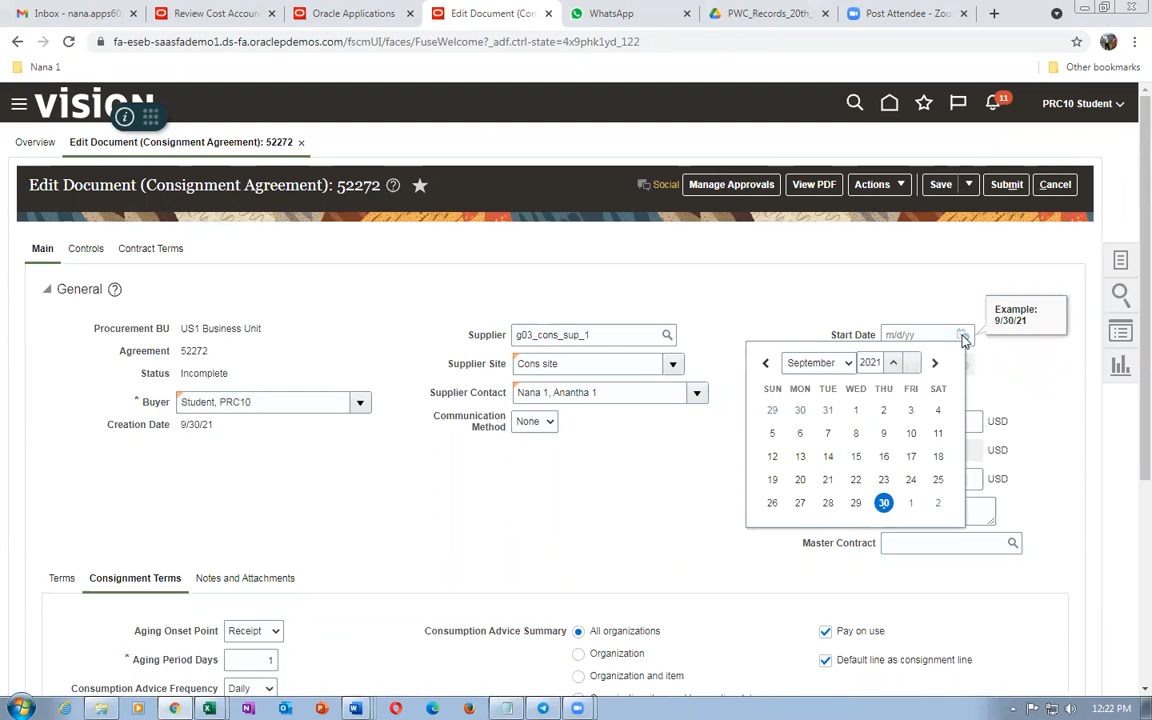 Inbox - nana.apps60
Review Cost Accoun
Oracle Applications
Edit Document (Con
WhatsApp
PWC_Records_20th_
Post Attendee - Zoo
fa-eseb-saasfademo1.ds-fa.oraclepdemos.com/fscmUI/faces/FuseWelcome?_adf.ctrl-state=4x9phk1yd_122
Nana 1
Other bookmarks
VISION
11
PRC10 Student
Overview
Edit Document (Consignment Agreement): 52272
Edit Document (Consignment Agreement): 52272
Social
Manage Approvals
View PDF
Actions
Save
Submit
Cancel
Main
Controls
Contract Terms
General
Procurement BU US1 Business Unit
Agreement 52272
Status Incomplete
* Buyer Student, PRC10
Creation Date 9/30/21
Supplier g03_cons_sup_1
Supplier Site Cons site
Supplier Contact Nana 1, Anantha 1
Communication
Method
None
Start Date m/d/yy
Example:
9/30/21
September 2021
SUN MON TUE WED THU FRI SAT
29 30 31 1 2 3 4
5 6 7 8 9 10 11
12 13 14 15 16 17 18
19 20 21 22 23 24 25
26 27 28 29 30 1 2
USD
USD
USD
Master Contract
Terms
Consignment Terms
Notes and Attachments
Aging Onset Point Receipt
* Aging Period Days 1
Consumption Advice Frequency Daily
Consumption Advice Summary All organizations
Organization
Organization and item
Pay on use
Default line as consignment line
12:22 PM